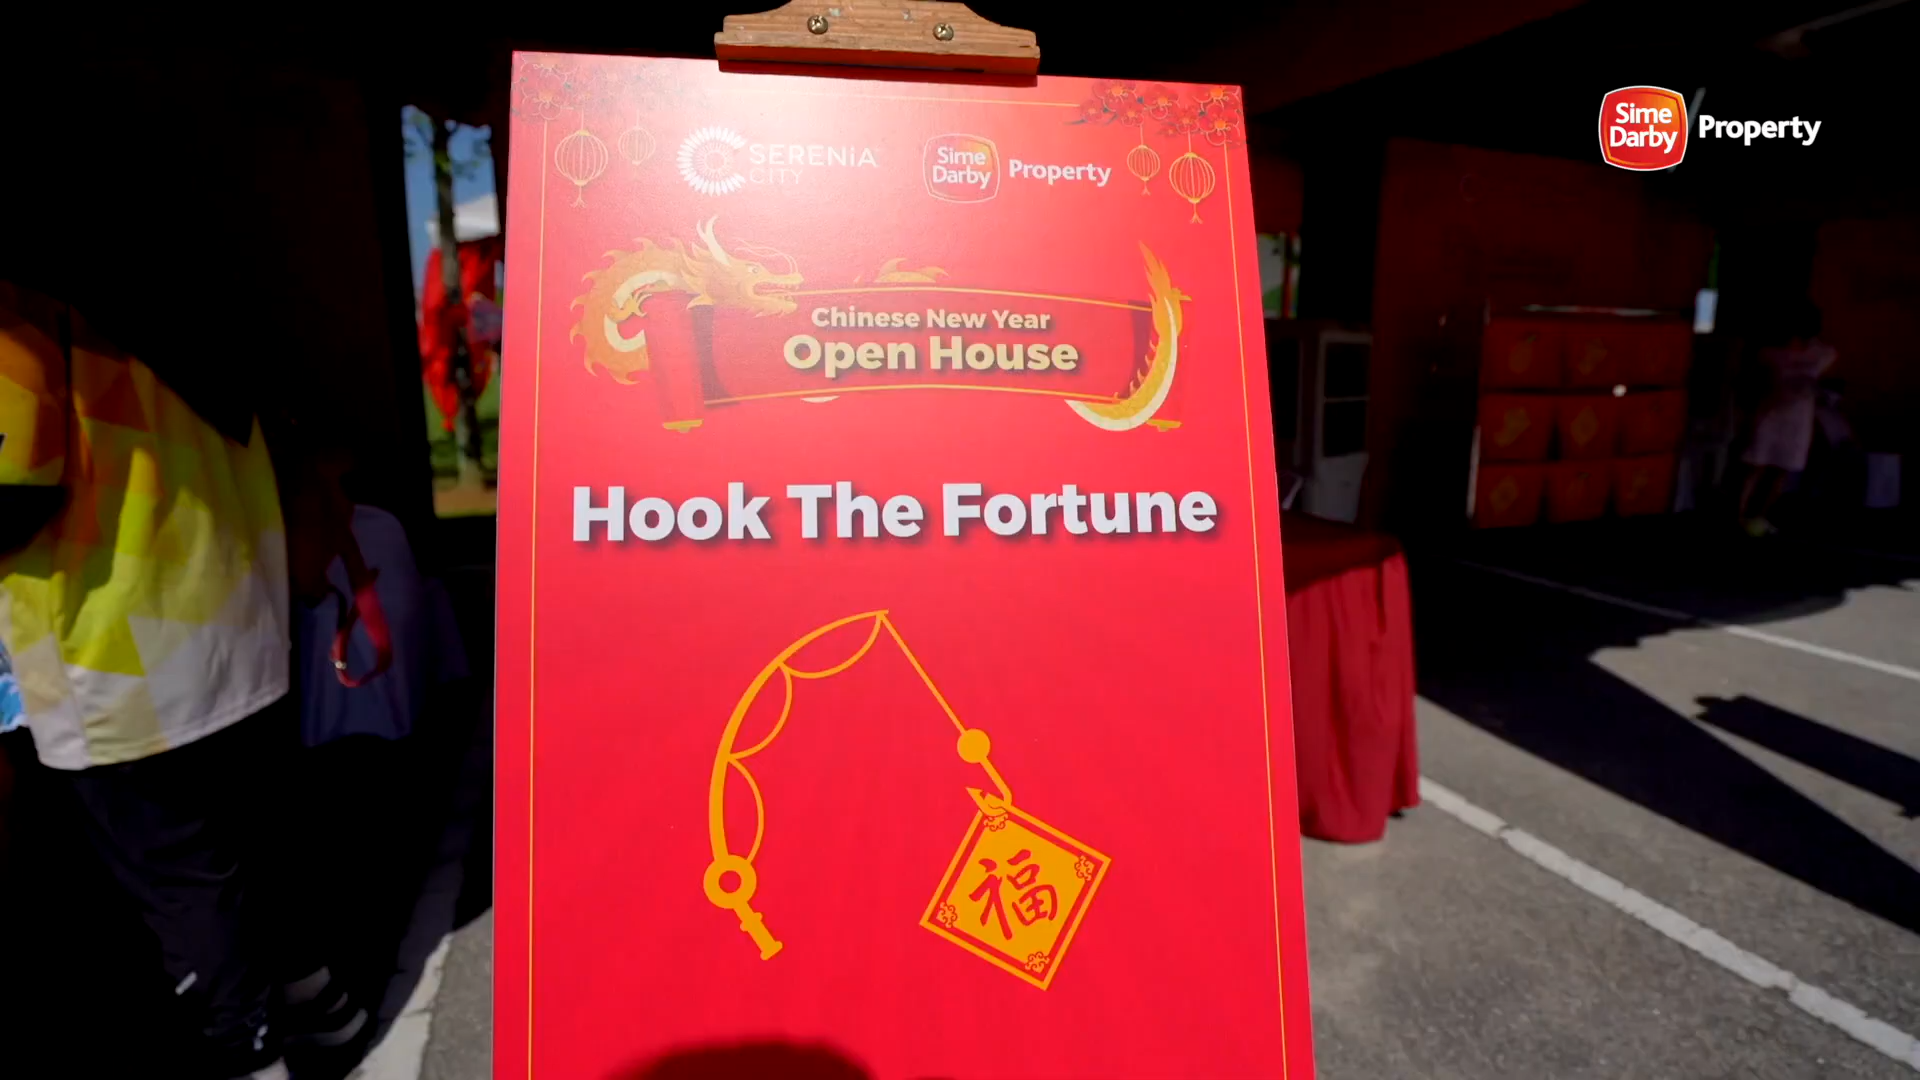 SERENiA
CITY
Sime
Darby
Property
Chinese New Year
Open House
Hook The Fortune
福
Sime
Darby
Property